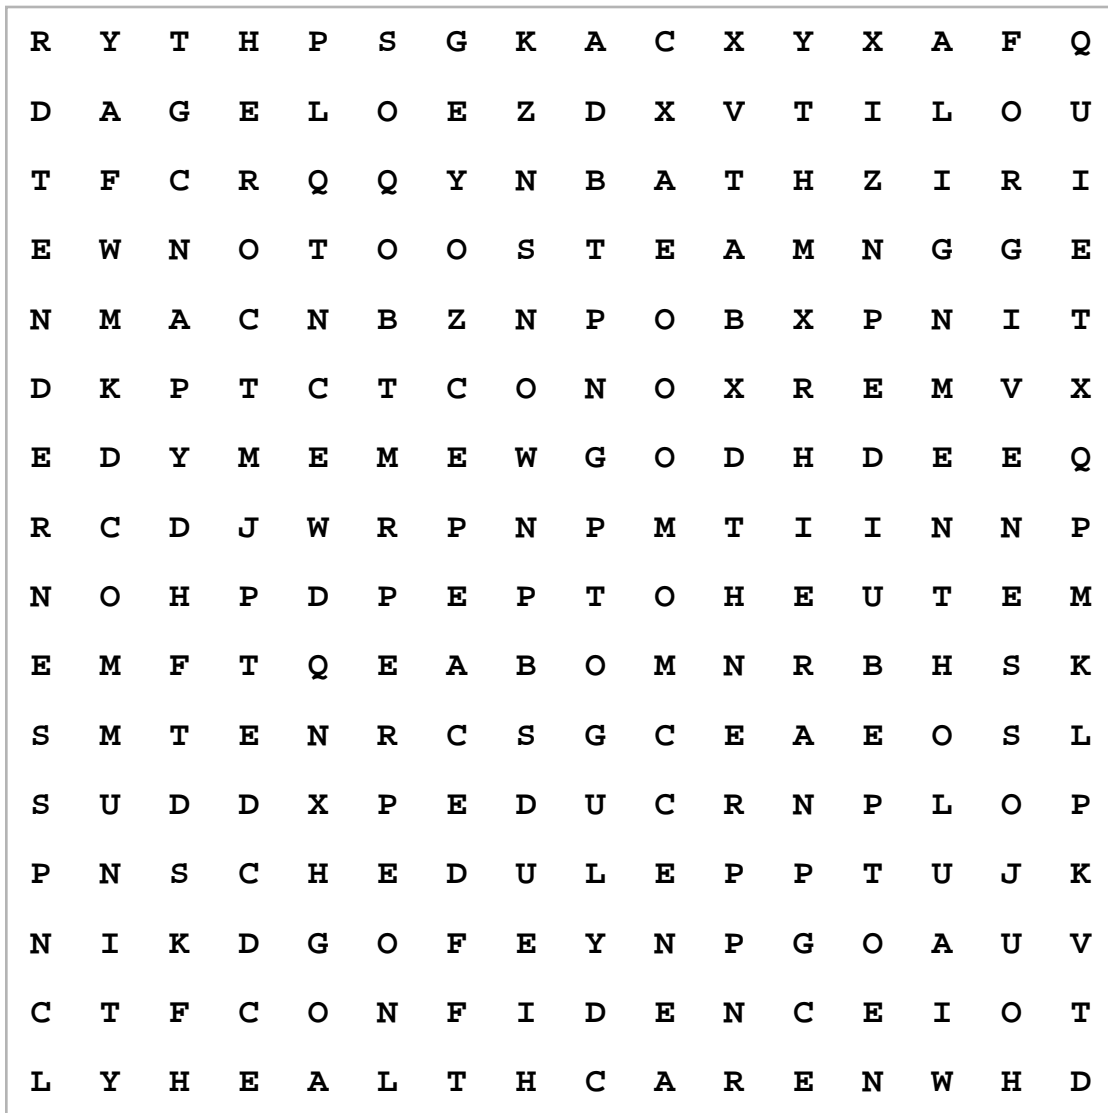 R Y T H P S G K A C X Y X A F Q
D A G E L O E Z D X V T I L O U
T F C R Q Q Y N B A T H Z I R I
E W N O T O O S T E A M N G G E
N M A C N B Z N P O B X P N I T
D K P T C T C O N O X R E M V X
E D Y M E M E W G O D H D E E Q
R C D J W R P N P M T I I N N P
N O H P D P E P T O H E U T E M
E M F T Q E A B O M N R B H S K
S M T E N R C S G C E A E O S L
S U D D X P E D U C R N P L O P
P N S C H E D U L E P P T U J K
N I K D G O F E Y N P G O A U V
C T F C O N F I D E N C E I O T
L Y H E A L T H C A R E N W H D